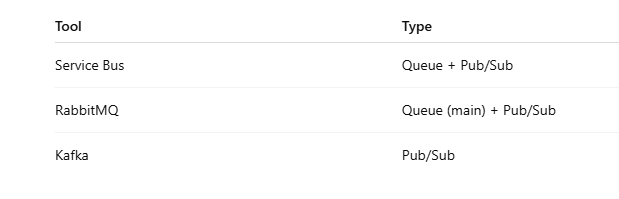 Tool Type
Service Bus Queue + Pub/Sub
RabbitMQ Queue (main) + Pub/Sub
Kafka Pub/Sub